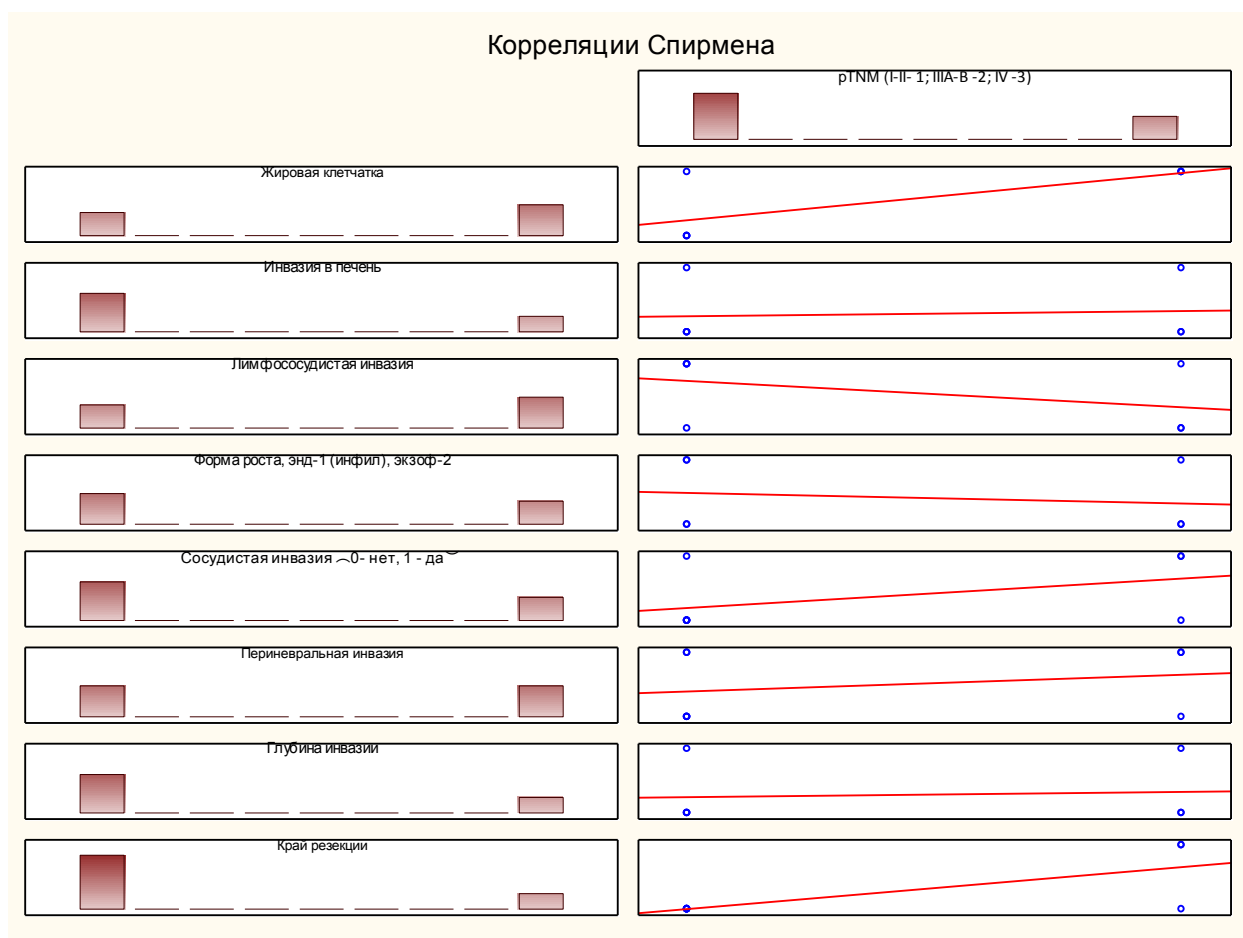 Корреляции Спирмена
pTNM (I-II- 1; IIIA-B -2; IV -3)
Жировая клетчатка
Инвазия в печень
Лимфососудистая инвазия
Форма роста, энд-1 (инфил), экзоф-2
Сосудистая инвазия (0- нет, 1 - да)
Периневральная инвазия
Глубина инвазии
Край резекции